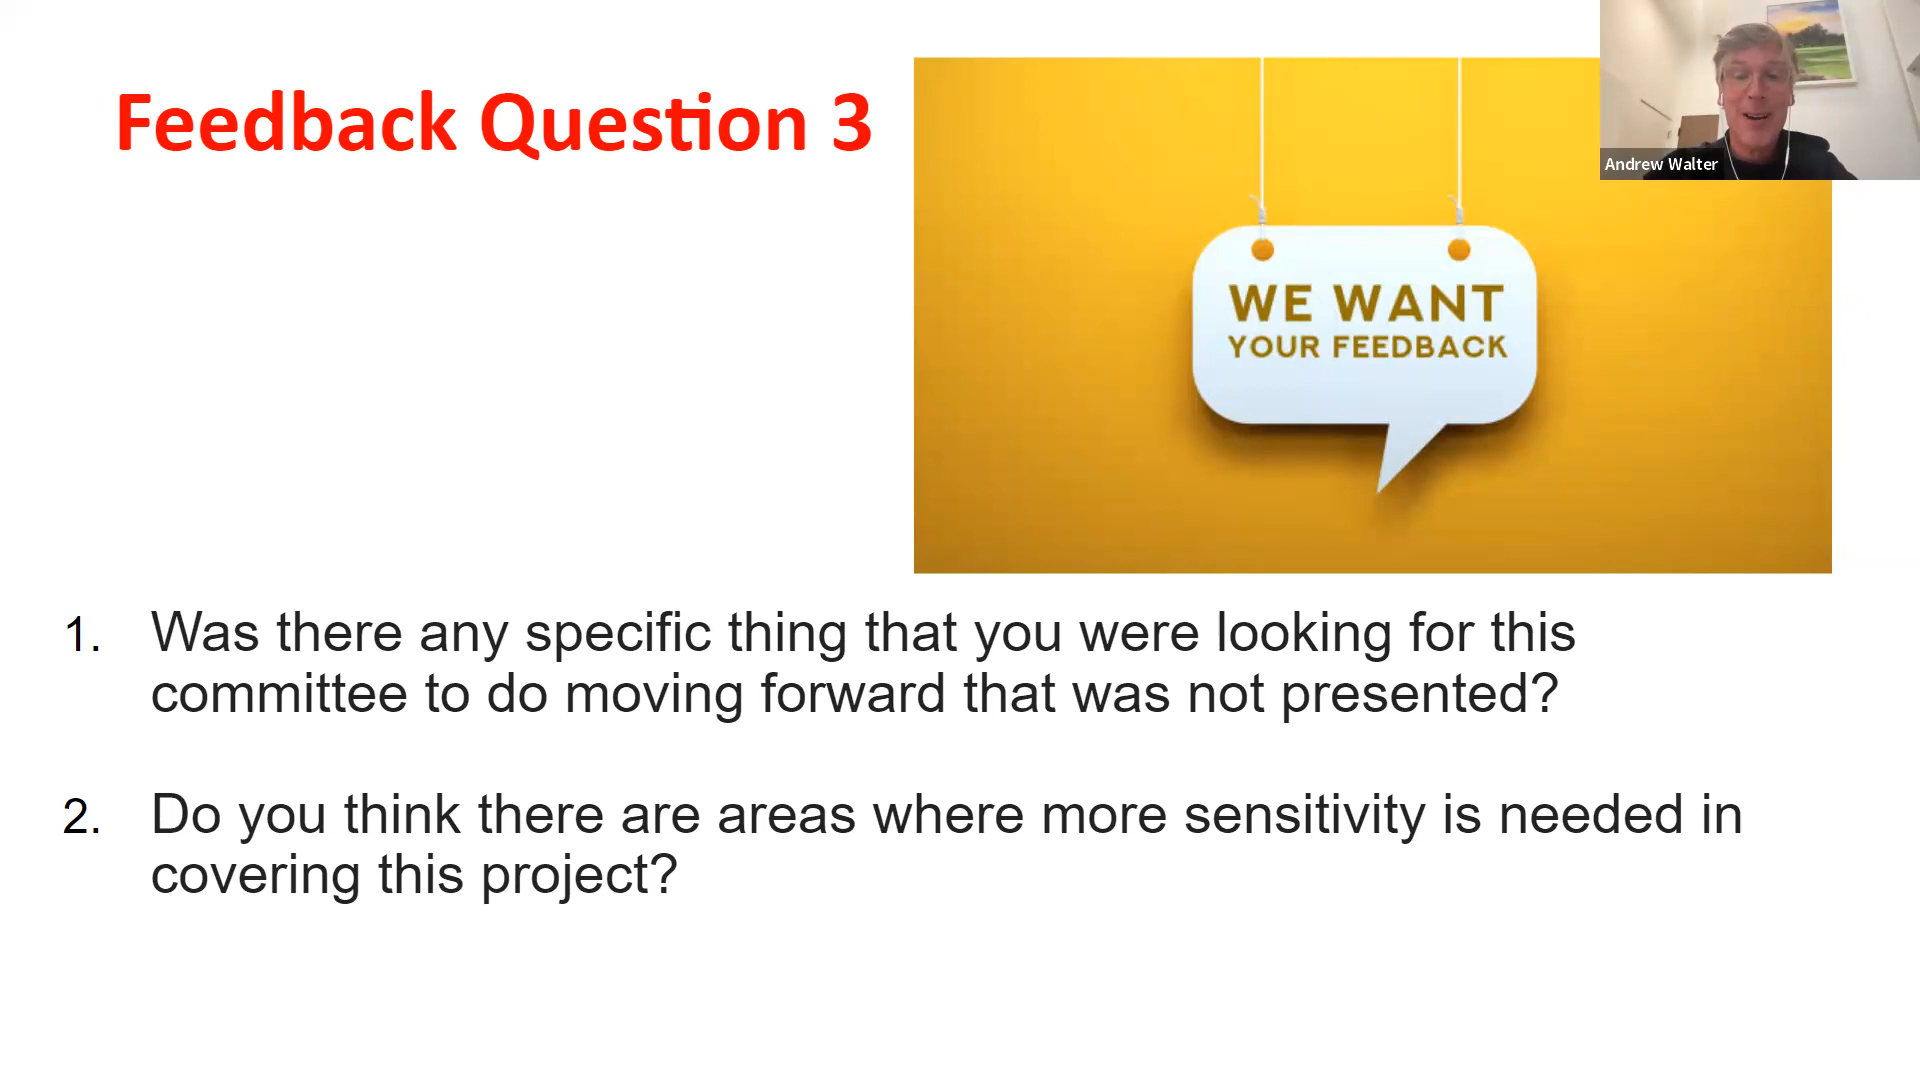 Feedback Question 3
Andrew Walter
WE WANT
YOUR FEEDBACK
1. Was there any specific thing that you were looking for this
committee to do moving forward that was not presented?
2. Do you think there are areas where more sensitivity is needed in
covering this project?